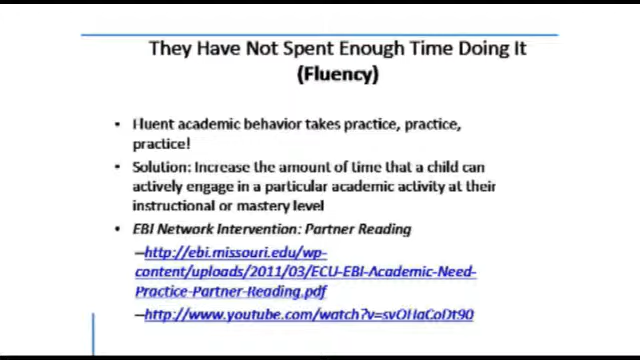 They Have Not Spent Enough Time Doing It
(Fluency)
• Fluent academic behavior takes practice, practice,
practice!
• Solution: Increase the amount of time that a child can
actively engage in a particular academic activity at their
instructional or mastery level
• EBI Network Intervention: Partner Reading
–http://ebi.missouri.edu/wp-
content/uploads/2011/03/ECU-EBI-Academic-Need-
Practice-Partner-Reading.pdf
–http://www.youtube.com/watch?v=